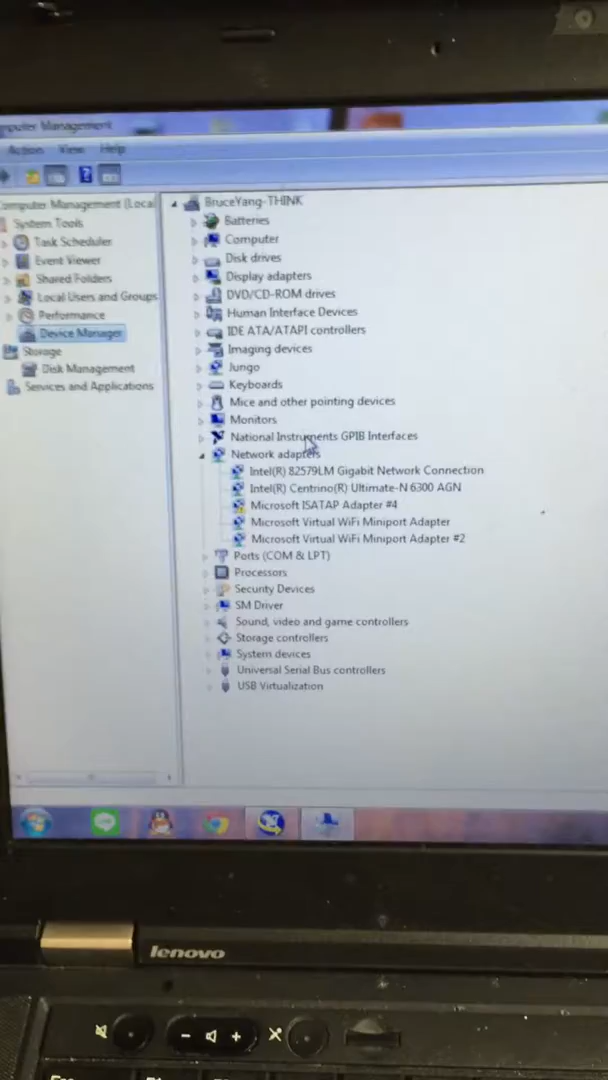 mputer Management
Action View Help
Computer Management (Local
System Tools
Task Scheduler
Event Viewer
Shared Folders
Local Users and Groups
Performance
Device Manager
Storage
Disk Management
Services and Applications
BruceYang-THINK
Batteries
Computer
Disk drives
Display adapters
DVD/CD-ROM drives
Human Interface Devices
IDE ATA/ATAPI controllers
Imaging devices
Jungo
Keyboards
Mice and other pointing devices
Monitors
National Instruments GPIB Interfaces
Network adapters
Intel(R) 82579LM Gigabit Network Connection
Intel(R) Centrino(R) Ultimate-N 6300 AGN
Microsoft ISATAP Adapter #4
Microsoft Virtual WiFi Miniport Adapter
Microsoft Virtual WiFi Miniport Adapter #2
Ports (COM & LPT)
Processors
Security Devices
SM Driver
Sound, video and game controllers
Storage controllers
System devices
Universal Serial Bus controllers
USB Virtualization
lenovo